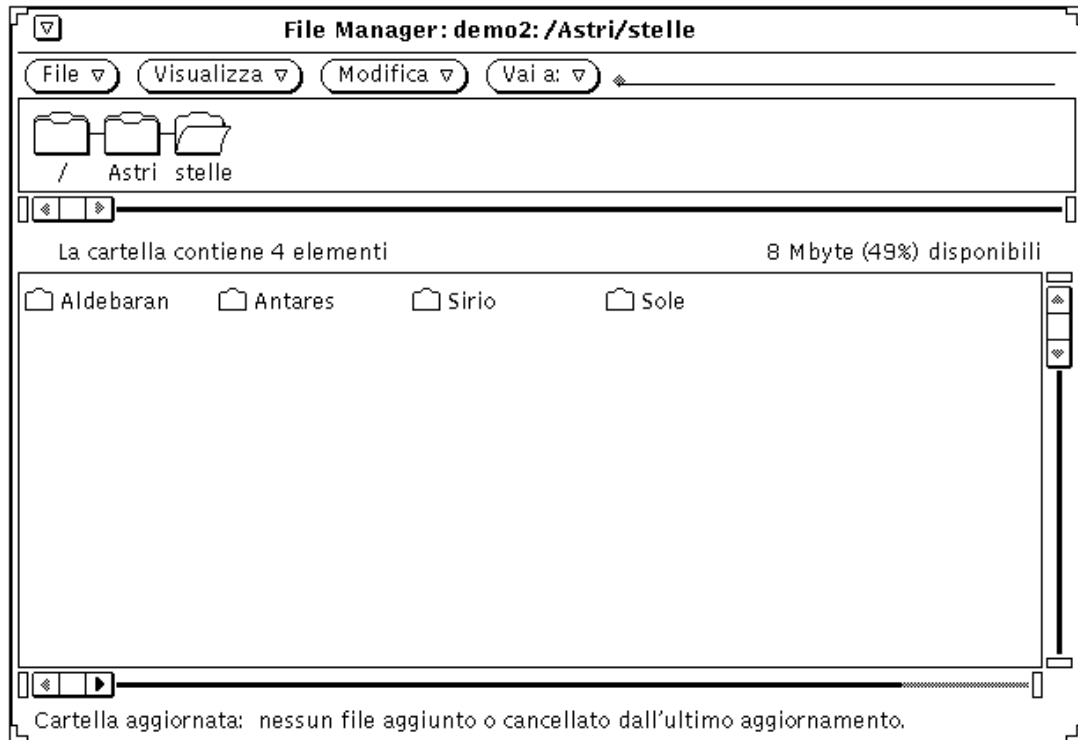 File Manager: demo2: /Astri/stelle
File Visualizza Modifica Vai a:
/ Astri stelle
La cartella contiene 4 elementi 8 Mbyte (49%) disponibili
Aldebaran Antares Sirio Sole
Cartella aggiornata: nessun file aggiunto o cancellato dall'ultimo aggiornamento.